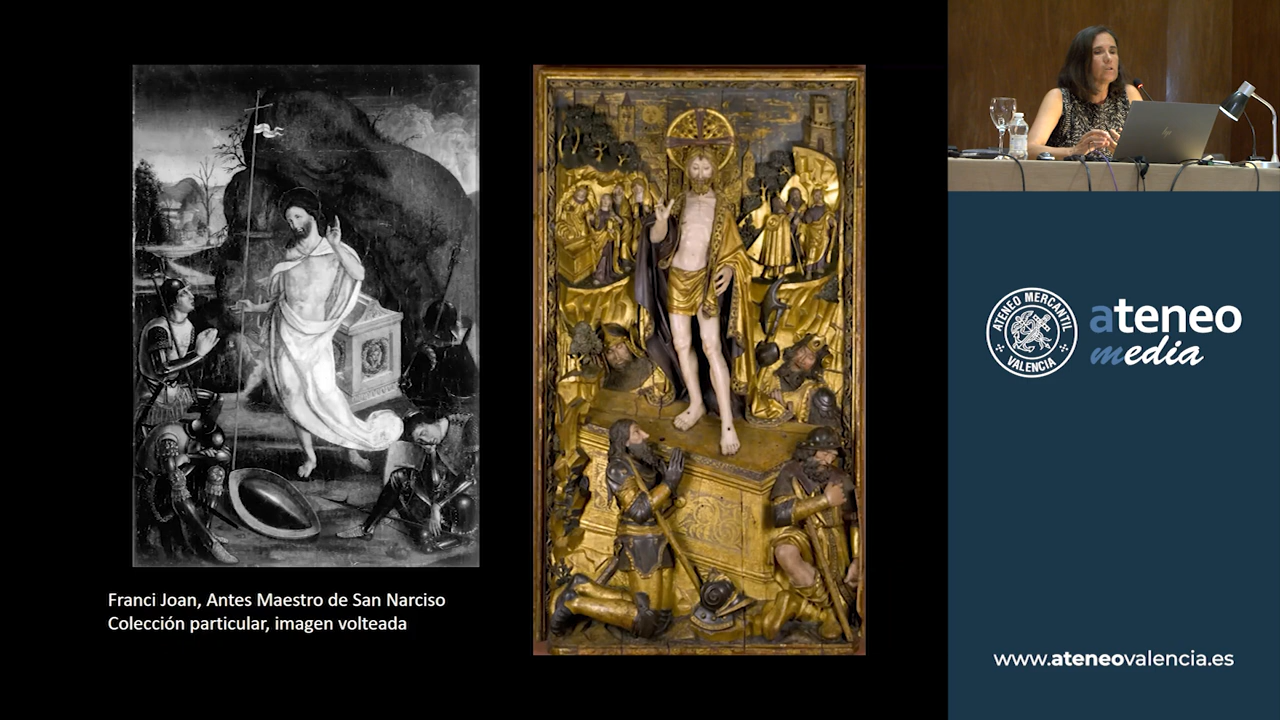 Franci Joan, Antes Maestro de San Narciso
Colección particular, imagen volteada
ATENEO MERCANTIL
VALENCIA
ateneo
media
www.ateneovalencia.es
hp